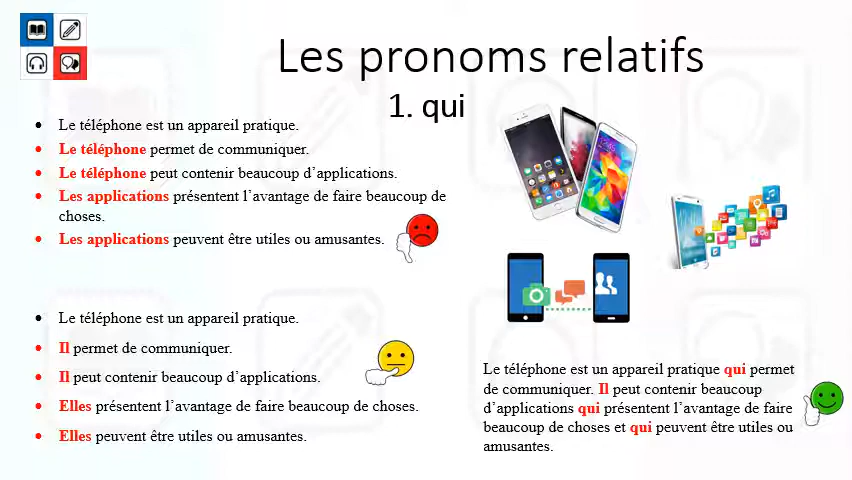 Les pronoms relatifs
1. qui
• Le téléphone est un appareil pratique.
• Le téléphone permet de communiquer.
• Le téléphone peut contenir beaucoup d’applications.
• Les applications présentent l’avantage de faire beaucoup de
choses.
• Les applications peuvent être utiles ou amusantes.
• Le téléphone est un appareil pratique.
• Il permet de communiquer.
• Il peut contenir beaucoup d’applications.
• Elles présentent l’avantage de faire beaucoup de choses.
• Elles peuvent être utiles ou amusantes.
Le téléphone est un appareil pratique qui permet
de communiquer. Il peut contenir beaucoup
d’applications qui présentent l’avantage de faire
beaucoup de choses et qui peuvent être utiles ou
amusantes.